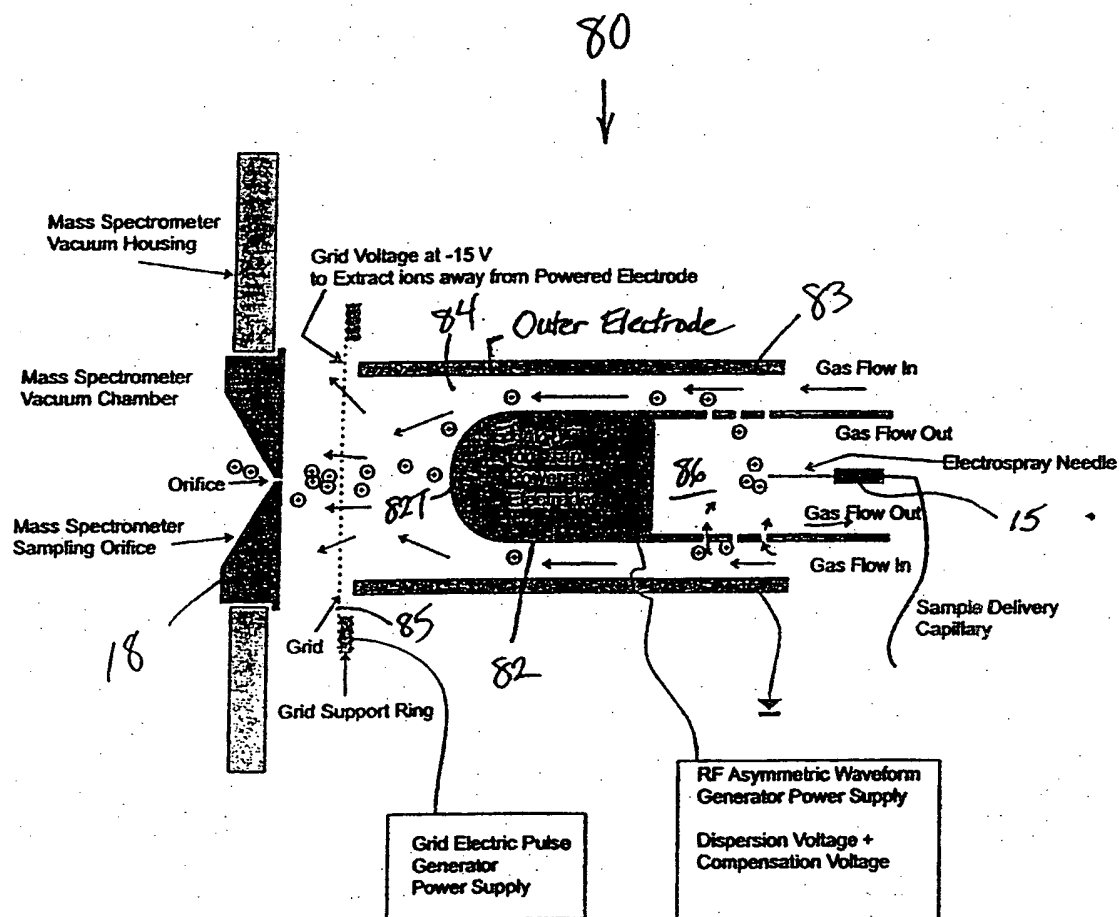 80
Mass Spectrometer
Vacuum Housing
Grid Voltage at -15 V
to Extract ions away from Powered Electrode
84
Outer Electrode
83
Mass Spectrometer
Vacuum Chamber
Gas Flow In
Gas Flow Out
Electrospray Needle
Orifice
82T
Powered
Electrode
86
Mass Spectrometer
Sampling Orifice
Gas Flow Out
15
Gas Flow In
Sample Delivery
Capillary
18
Grid
85
82
Grid Support Ring
RF Asymmetric Waveform
Generator Power Supply
Dispersion Voltage +
Compensation Voltage
Grid Electric Pulse
Generator
Power Supply